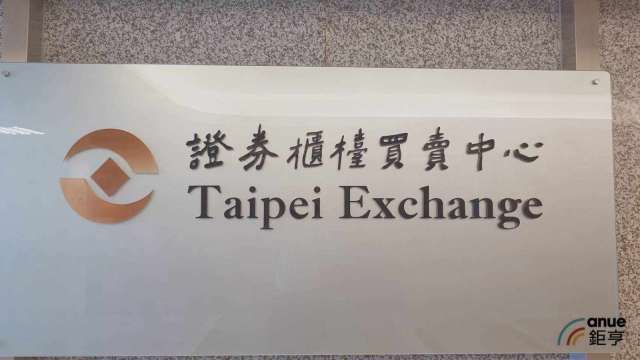 證券櫃檯買賣中心
Taipei Exchange
anue
鉅亨